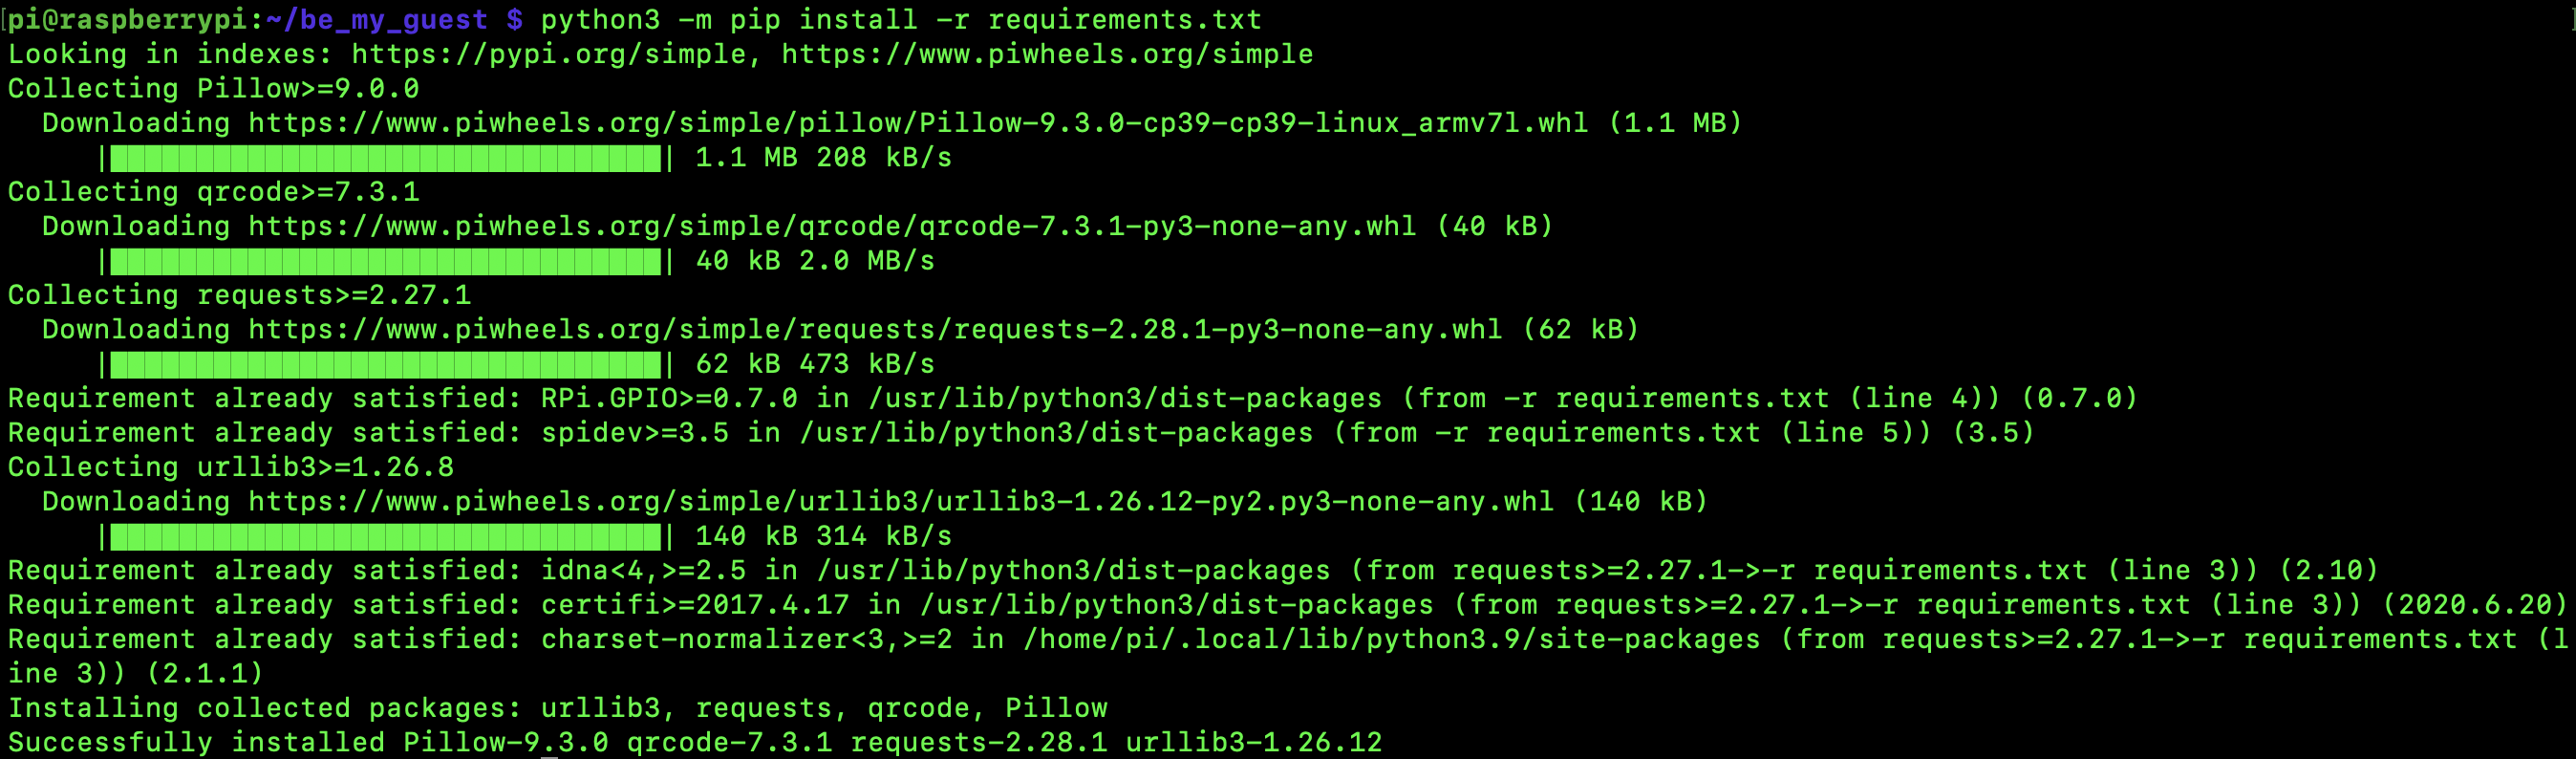 [pi@raspberrypi:~/be_my_guest $ python3 -m pip install -r requirements.txt ]
Looking in indexes: https://pypi.org/simple, https://www.piwheels.org/simple
Collecting Pillow>=9.0.0
  Downloading https://www.piwheels.org/simple/pillow/Pillow-9.3.0-cp39-cp39-linux_armv7l.whl (1.1 MB)
     |████████████████████████████████| 1.1 MB 208 kB/s
Collecting qrcode>=7.3.1
  Downloading https://www.piwheels.org/simple/qrcode/qrcode-7.3.1-py3-none-any.whl (40 kB)
     |████████████████████████████████| 40 kB 2.0 MB/s
Collecting requests>=2.27.1
  Downloading https://www.piwheels.org/simple/requests/requests-2.28.1-py3-none-any.whl (62 kB)
     |████████████████████████████████| 62 kB 473 kB/s
Requirement already satisfied: RPi.GPIO>=0.7.0 in /usr/lib/python3/dist-packages (from -r requirements.txt (line 4)) (0.7.0)
Requirement already satisfied: spidev>=3.5 in /usr/lib/python3/dist-packages (from -r requirements.txt (line 5)) (3.5)
Collecting urllib3>=1.26.8
  Downloading https://www.piwheels.org/simple/urllib3/urllib3-1.26.12-py2.py3-none-any.whl (140 kB)
     |████████████████████████████████| 140 kB 314 kB/s
Requirement already satisfied: idna<4,>=2.5 in /usr/lib/python3/dist-packages (from requests>=2.27.1->-r requirements.txt (line 3)) (2.10)
Requirement already satisfied: certifi>=2017.4.17 in /usr/lib/python3/dist-packages (from requests>=2.27.1->-r requirements.txt (line 3)) (2020.6.20)
Requirement already satisfied: charset-normalizer<3,>=2 in /home/pi/.local/lib/python3.9/site-packages (from requests>=2.27.1->-r requirements.txt (l
ine 3)) (2.1.1)
Installing collected packages: urllib3, requests, qrcode, Pillow
Successfully installed Pillow-9.3.0 qrcode-7.3.1 requests-2.28.1 urllib3-1.26.12